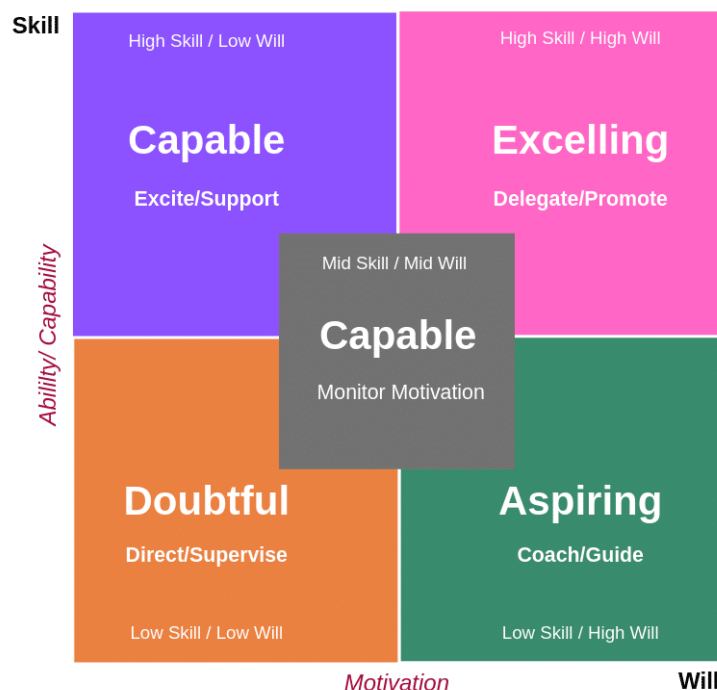 Skill
High Skill / Low Will
Capable
Excite/Support
High Skill / High Will
Excelling
Delegate/Promote
Mid Skill / Mid Will
Capable
Monitor Motivation
Abililty/ Capability
Doubtful
Direct/Supervise
Low Skill / Low Will
Aspiring
Coach/Guide
Low Skill / High Will
Motivation
Will